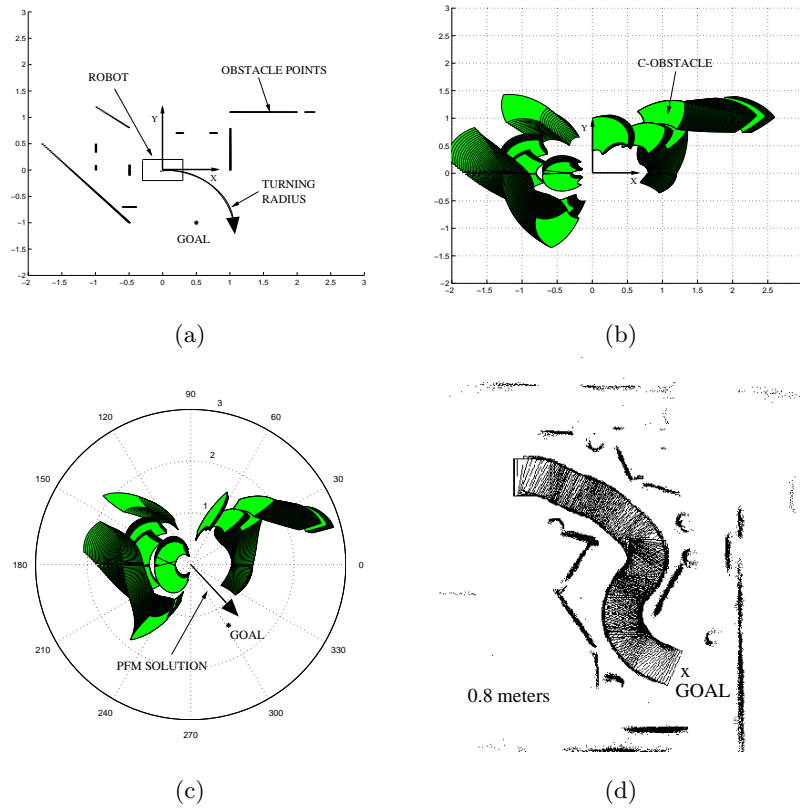 3
2.5
2
1.5
1
0.5
0
−0.5
−1
−1.5
−2
−2 −1.5 −1 −0.5 0 0.5 1 1.5 2 2.5 3
ROBOT
OBSTACLE POINTS
Y
X
TURNING
RADIUS
GOAL
(a)
3
2.5
2
1.5
1
0.5
0
−0.5
−1
−1.5
−2
−2 −1.5 −1 −0.5 0 0.5 1 1.5 2 2.5
C-OBSTACLE
Y
X
(b)
90
3
120
60
2
150
30
1
180
0
GOAL
PFM SOLUTION
210
330
240
300
270
(c)
X
GOAL
0.8 meters
(d)